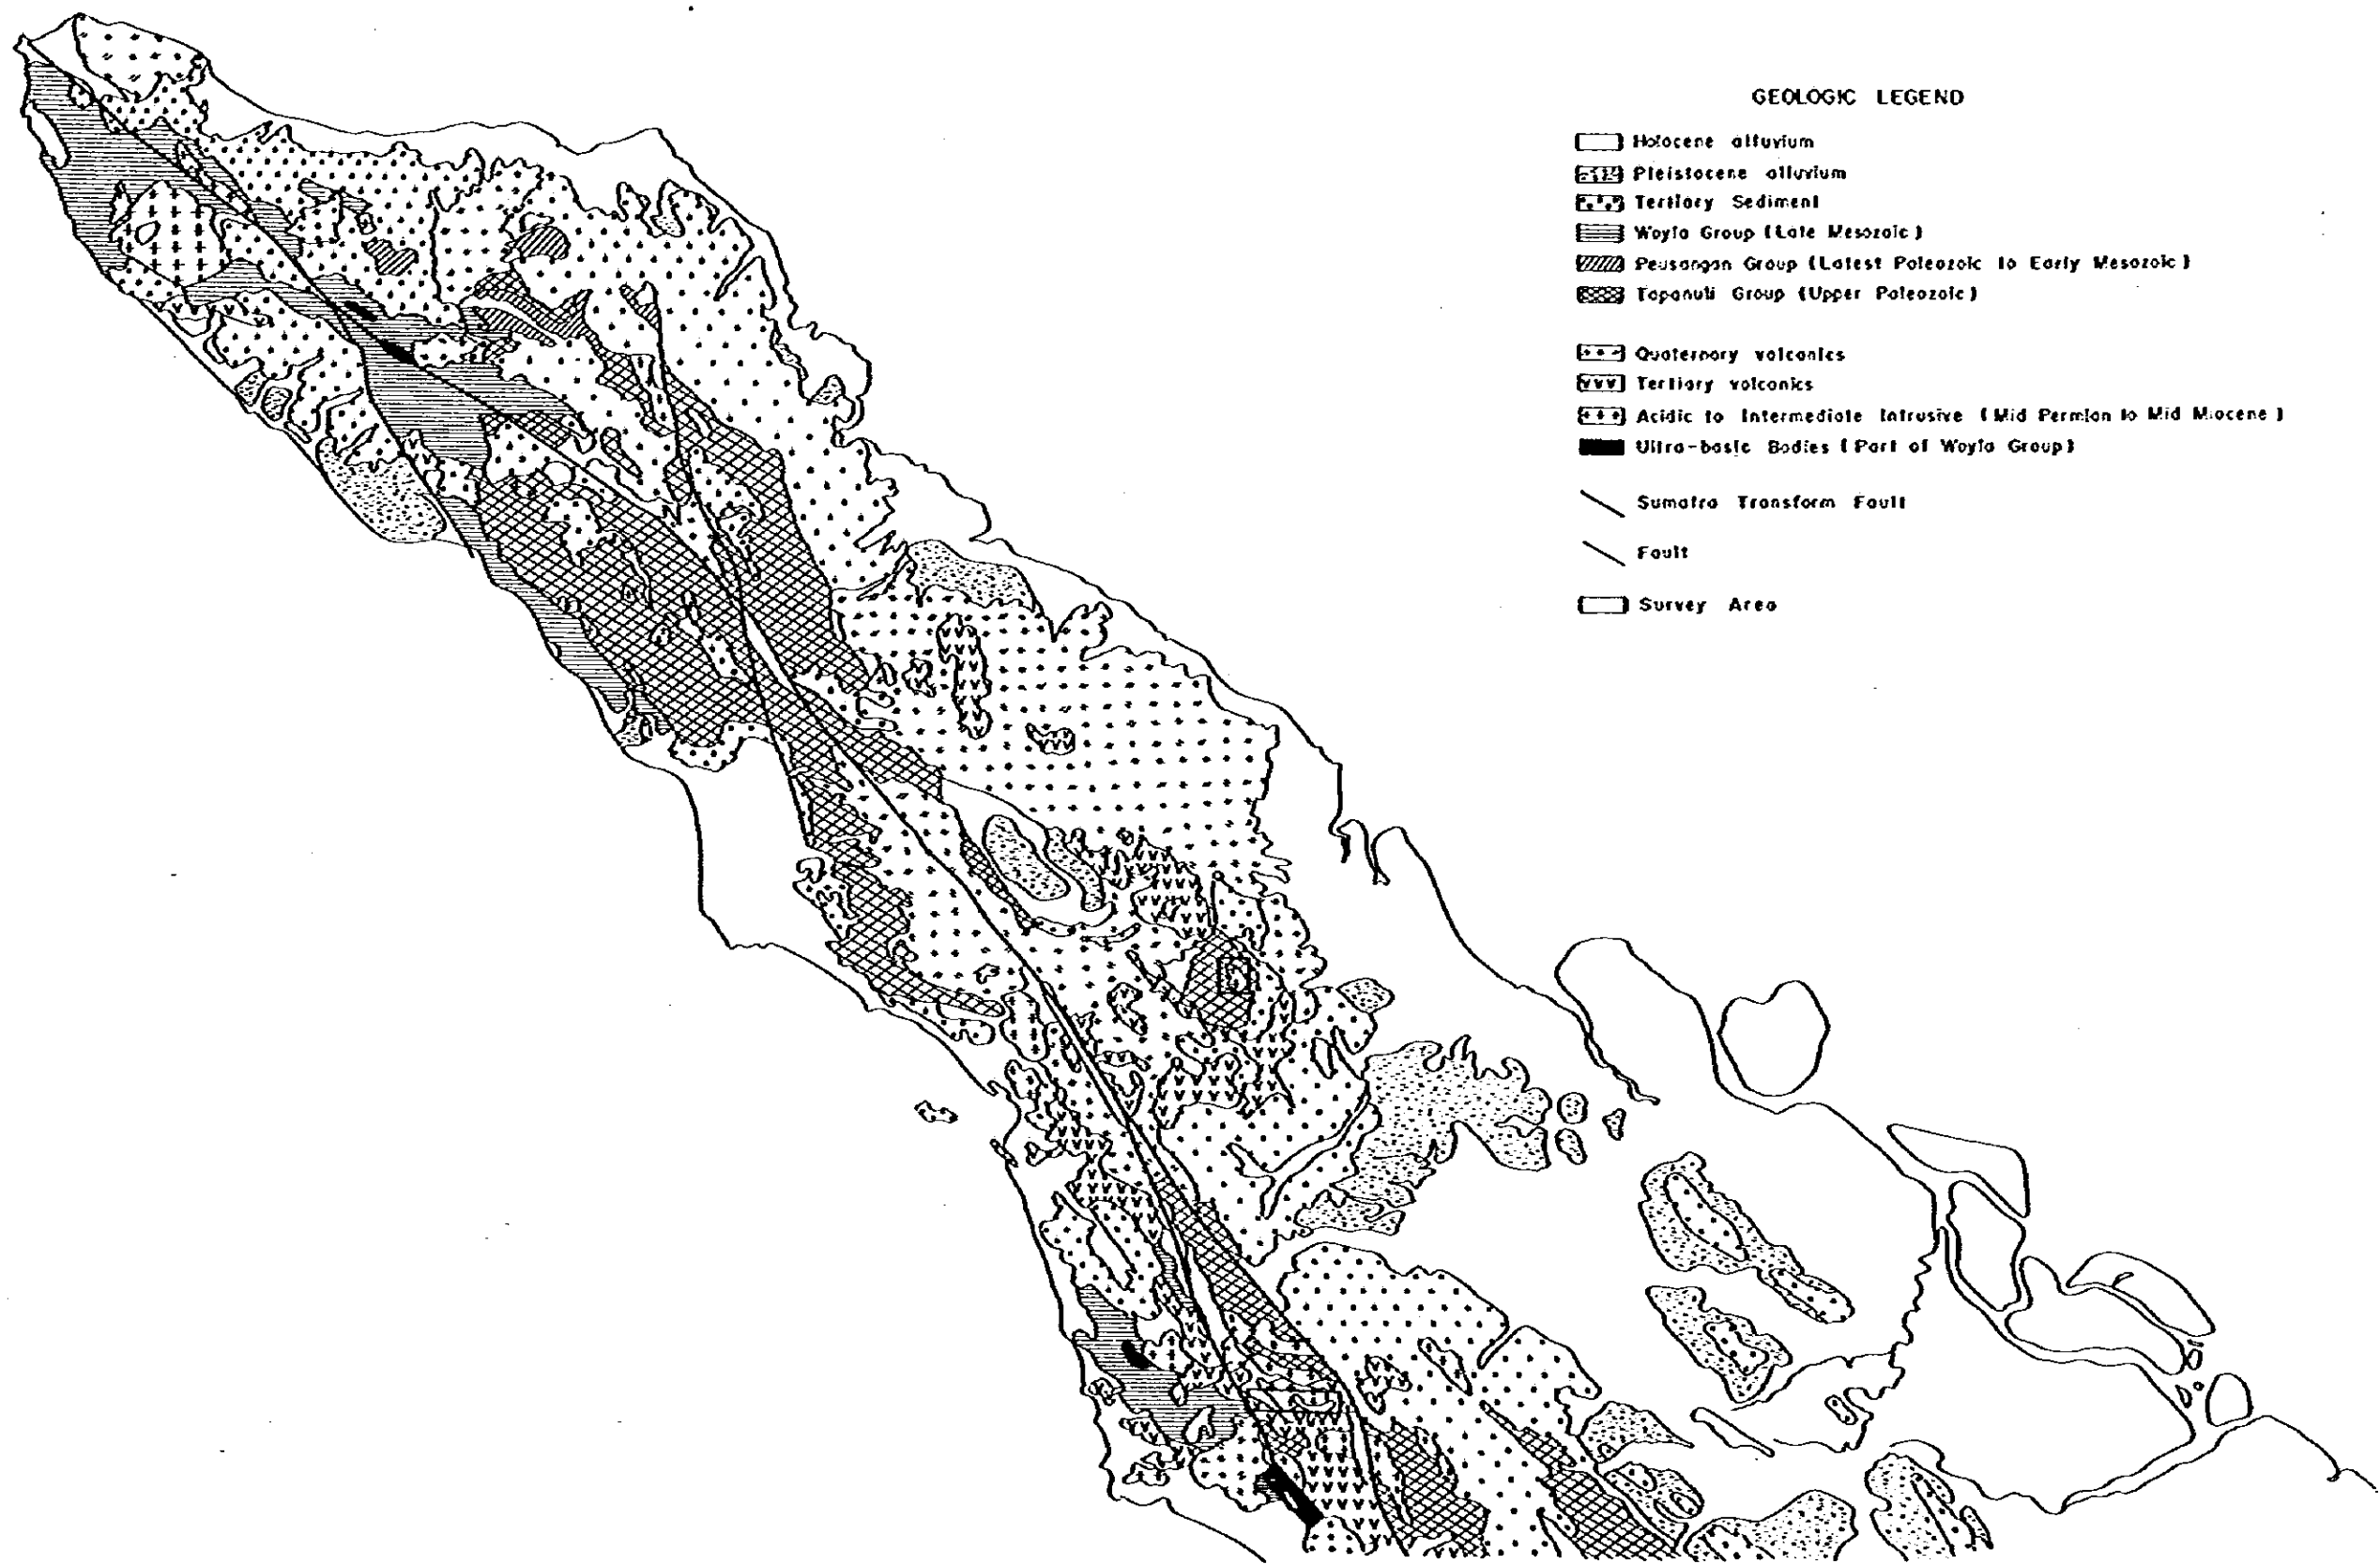 GEOLOGIC LEGEND
Holocene alluvium
Pleistocene alluvium
Tertiary Sediment
Woyla Group (Late Mesozoic)
Peusangan Group (Latest Paleozoic to Early Mesozoic)
Tapanuli Group (Upper Paleozoic)
Quaternary volcanics
Tertiary volcanics
Acidic to Intermediate Intrusive (Mid Permian to Mid Miocene)
Ultra-basic Bodies (Part of Woyla Group)
Sumatra Transform Fault
Fault
Survey Area